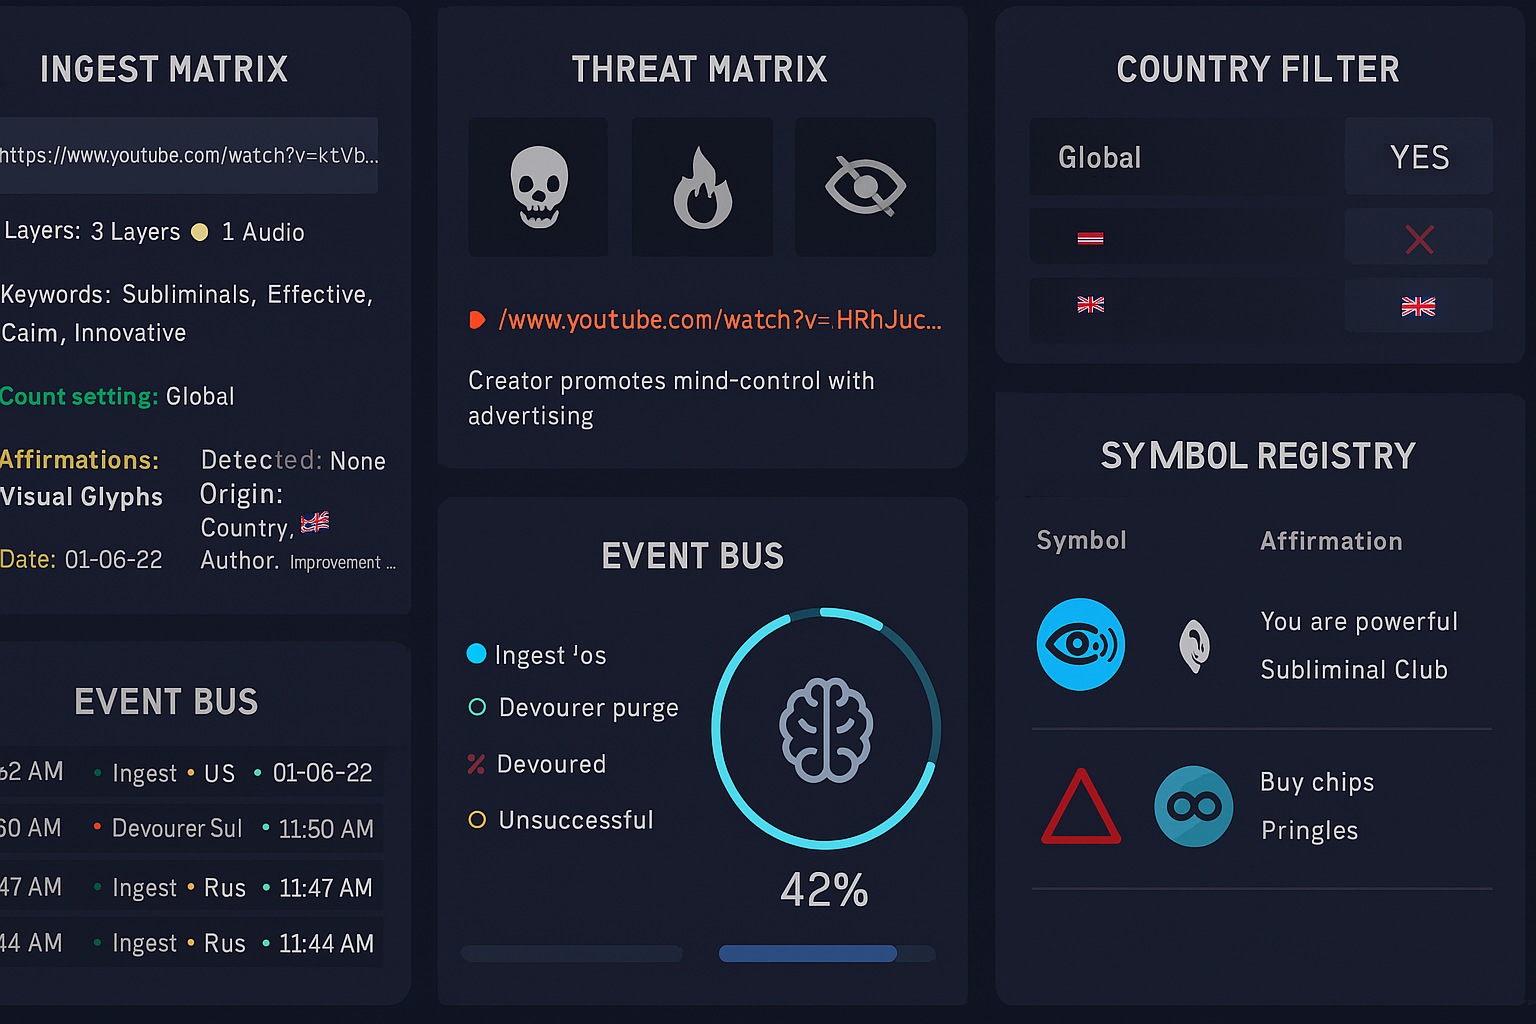 INGEST MATRIX
https://www.youtube.com/watch?v=ktVb...
Layers: 3 Layers 1 Audio
Keywords: Subliminals, Effective,
Caim, Innovative
Count setting: Global
Affirmations:
Visual Glyphs
Date: 01-06-22
Detected: None
Origin:
Country,
Author. Improvement ...
EVENT BUS
62 AM • Ingest • US • 01-06-22
50 AM • Devourer Sul • 11:50 AM
47 AM • Ingest • Rus • 11:47 AM
44 AM • Ingest • Rus • 11:44 AM
THREAT MATRIX
/www.youtube.com/watch?v=.HRhJuc...
Creator promotes mind-control with
advertising
EVENT BUS
Ingest
Devourer purge
Devoured
Unsuccessful
42%
COUNTRY FILTER
Global YES
SYMBOL REGISTRY
Symbol Affirmation
You are powerful
Subliminal Club
Buy chips
Pringles